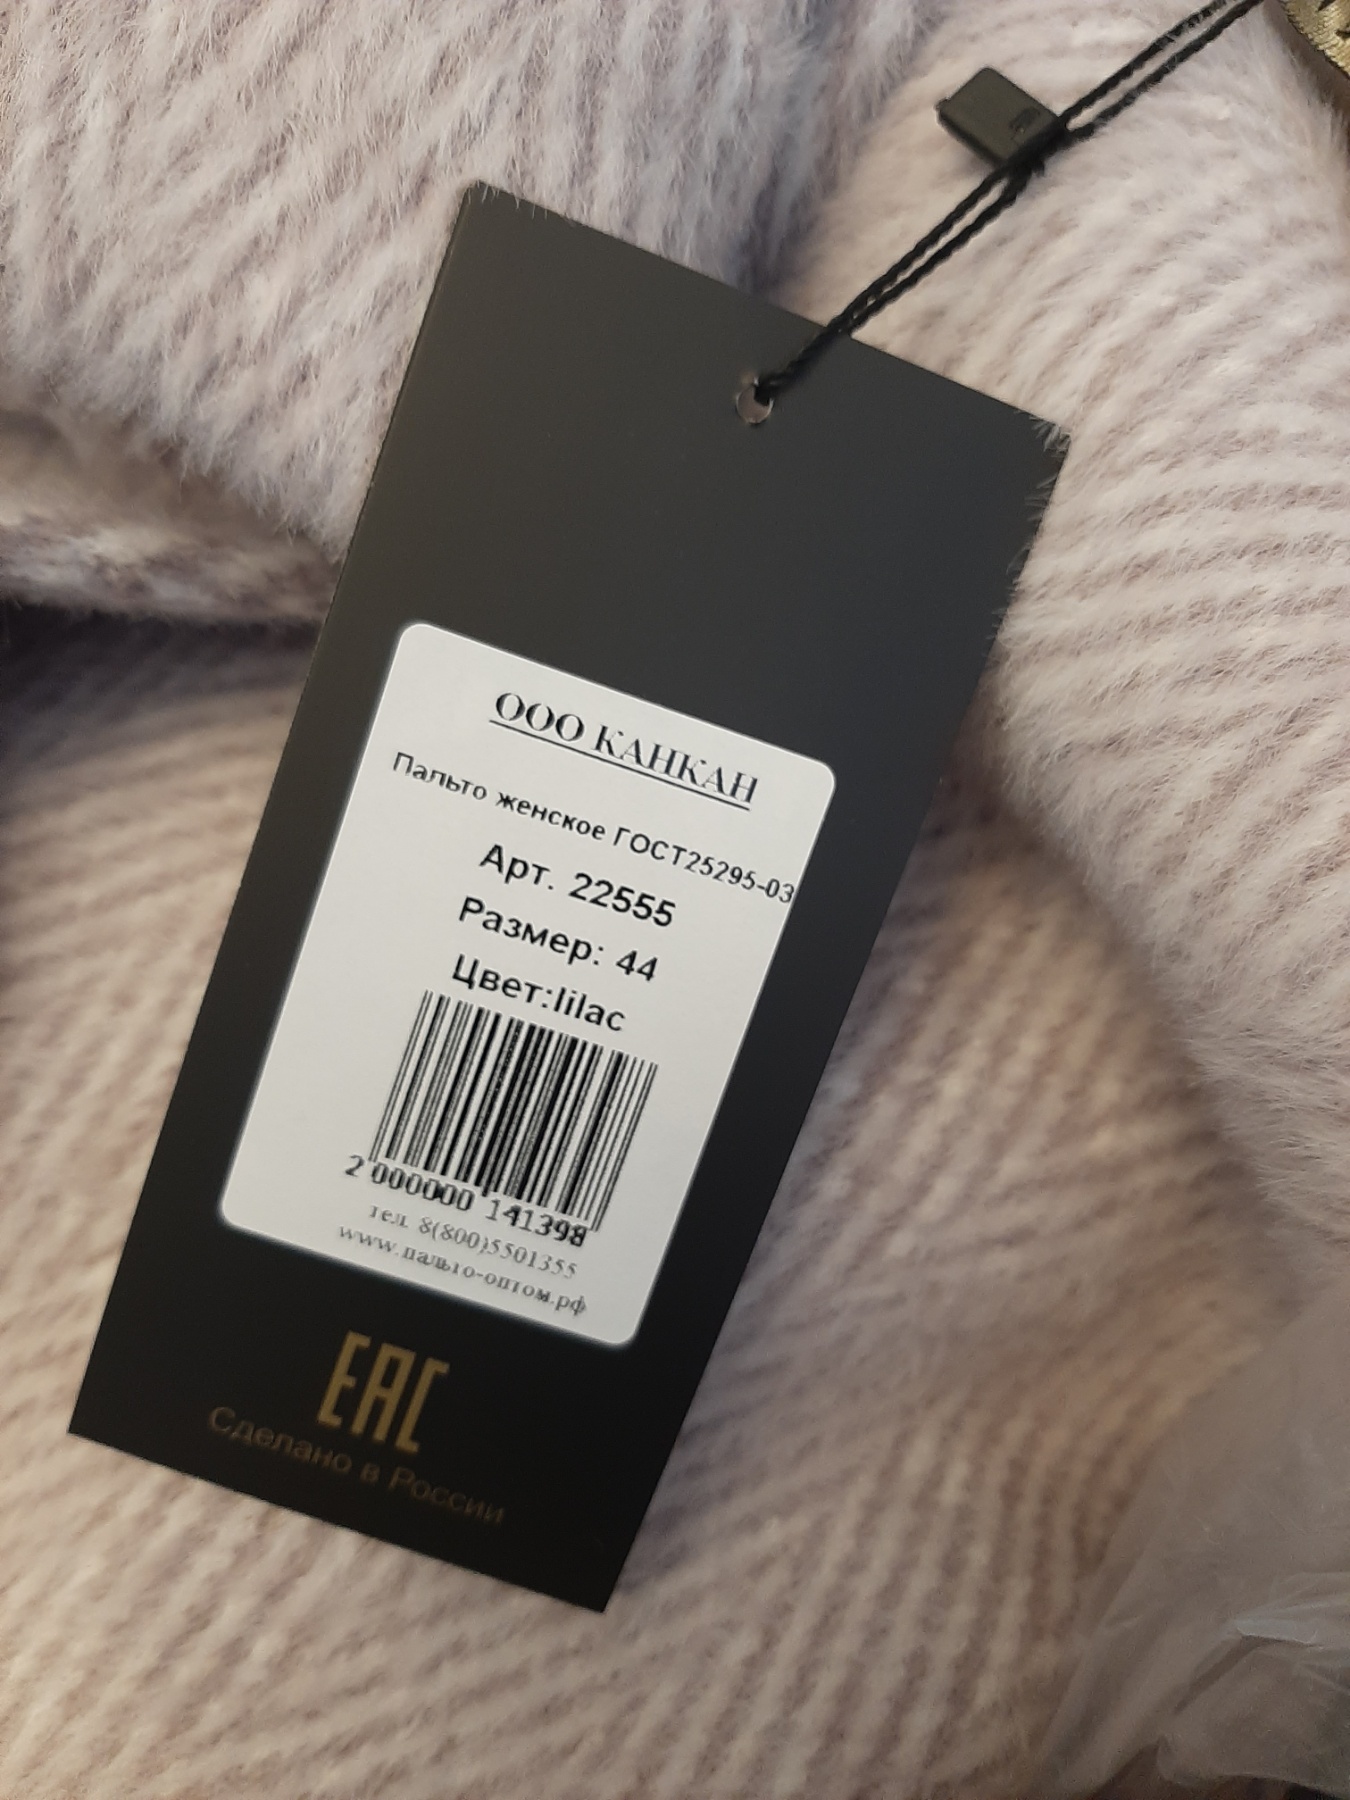 ООО КАНКАН
Пальто женское ГОСТ25295-03
Арт. 22555
Размер: 44
Цвет:lilac
2 000000 141398
тел. 8(800)5501355
www.пальто-оптом.рф
ЕАС
Сделано в России